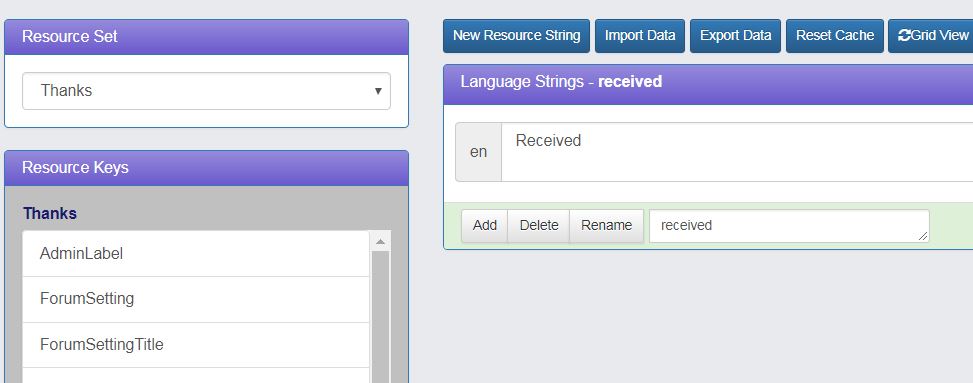 Resource Set
Thanks
Resource Keys
Thanks
AdminLabel
ForumSetting
ForumSettingTitle
New Resource String Import Data Export Data Reset Cache Grid View
Language Strings - received
en Received
Add Delete Rename received